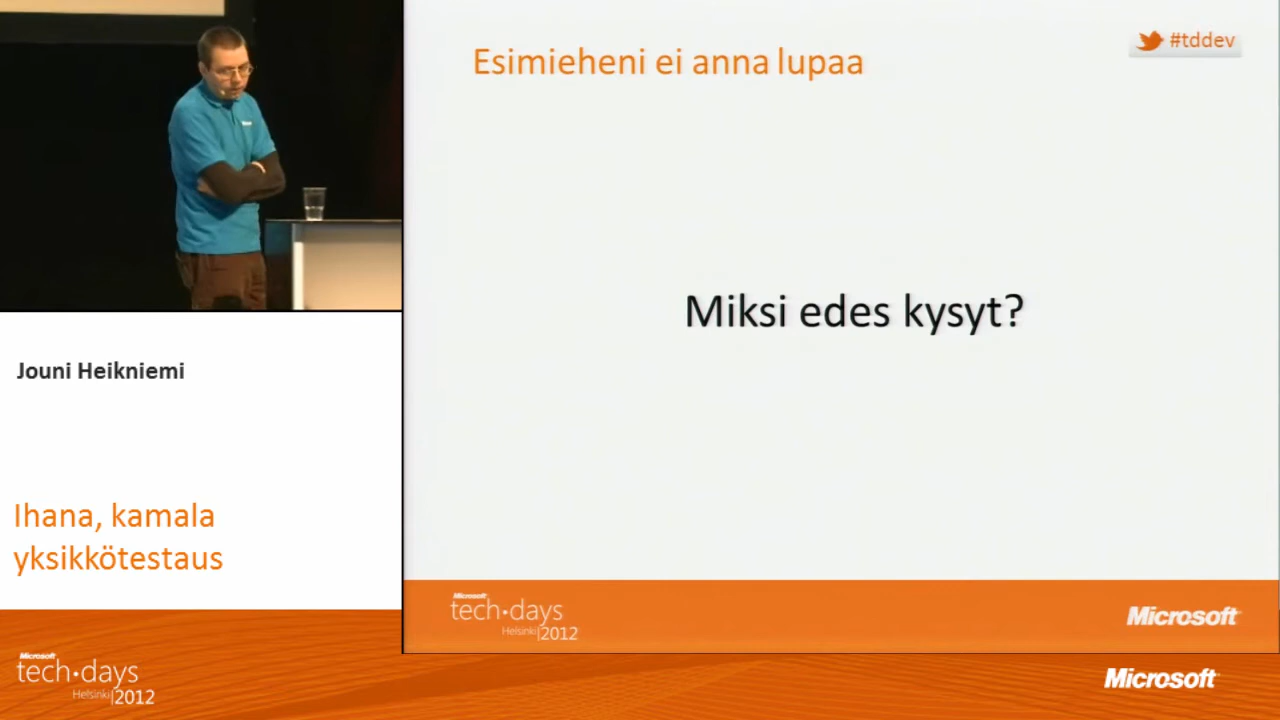 Esimieheni ei anna lupaa
#tddev
Miksi edes kysyt?
Jouni Heikniemi
Ihana, kamala
yksikkötestaus
Microsoft
tech·days
Helsinki|2012
Microsoft
Microsoft
tech·days
Helsinki|2012
Microsoft